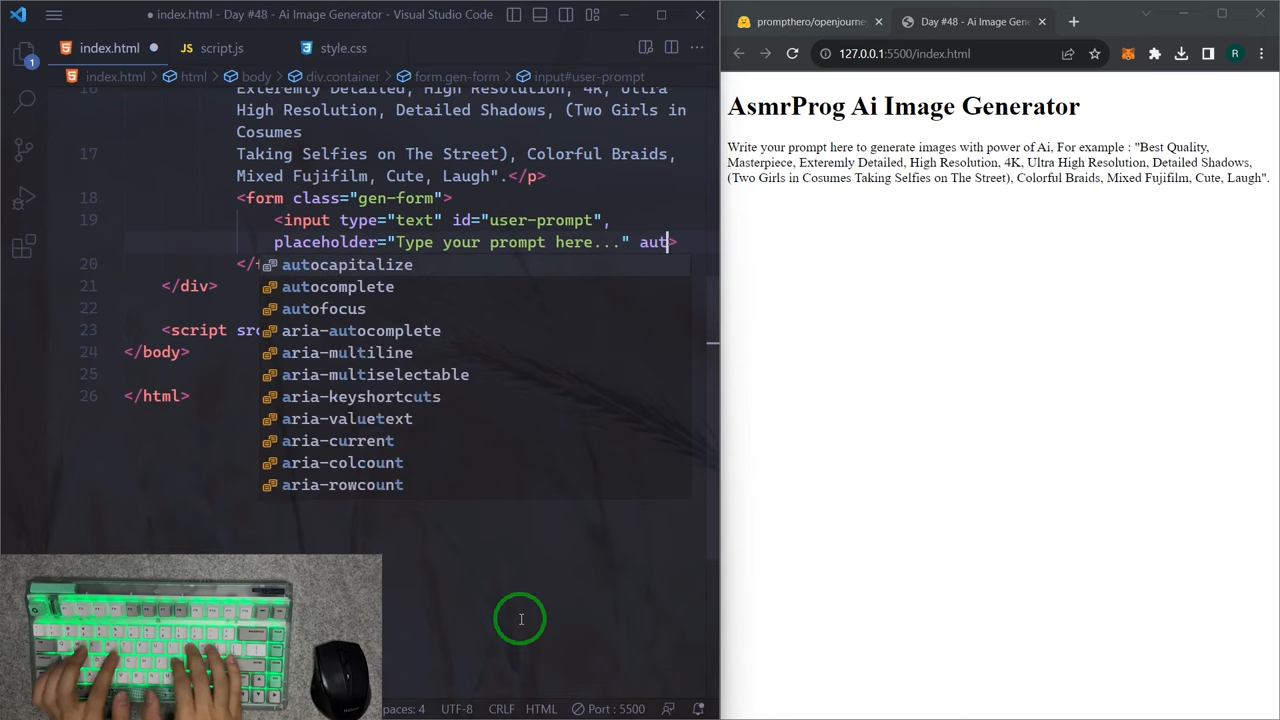 index.html - Day #48 - Ai Image Generator - Visual Studio Code
index.html
script.js
style.css
1
index.html > html > body > div.container > form.gen-form > input#user-prompt
16
Exteremly Detailed, High Resolution, 4K, Ultra
High Resolution, Detailed Shadows, (Two Girls in
Cosumes
17 Taking Selfies on The Street), Colorful Braids,
Mixed Fujifilm, Cute, Laugh".</p>
18 <form class="gen-form">
19 <input type="text" id="user-prompt",
placeholder="Type your prompt here..." aut>
20 </f
autocapitalize
21 </div>
autocomplete
22
autofocus
23 <script src
aria-autocomplete
24 </body>
aria-multiline
25
aria-multiselectable
26 </html>
aria-keyshortcuts
aria-valuetext
aria-current
aria-colcount
aria-rowcount
paces: 4 UTF-8 CRLF HTML Port : 5500
prompthero/openjourne
Day #48 - Ai Image Gene
127.0.0.1:5500/index.html
R
AsmrProg Ai Image Generator
Write your prompt here to generate images with power of Ai, For example : "Best Quality,
Masterpiece, Exteremly Detailed, High Resolution, 4K, Ultra High Resolution, Detailed Shadows,
(Two Girls in Cosumes Taking Selfies on The Street), Colorful Braids, Mixed Fujifilm, Cute, Laugh".